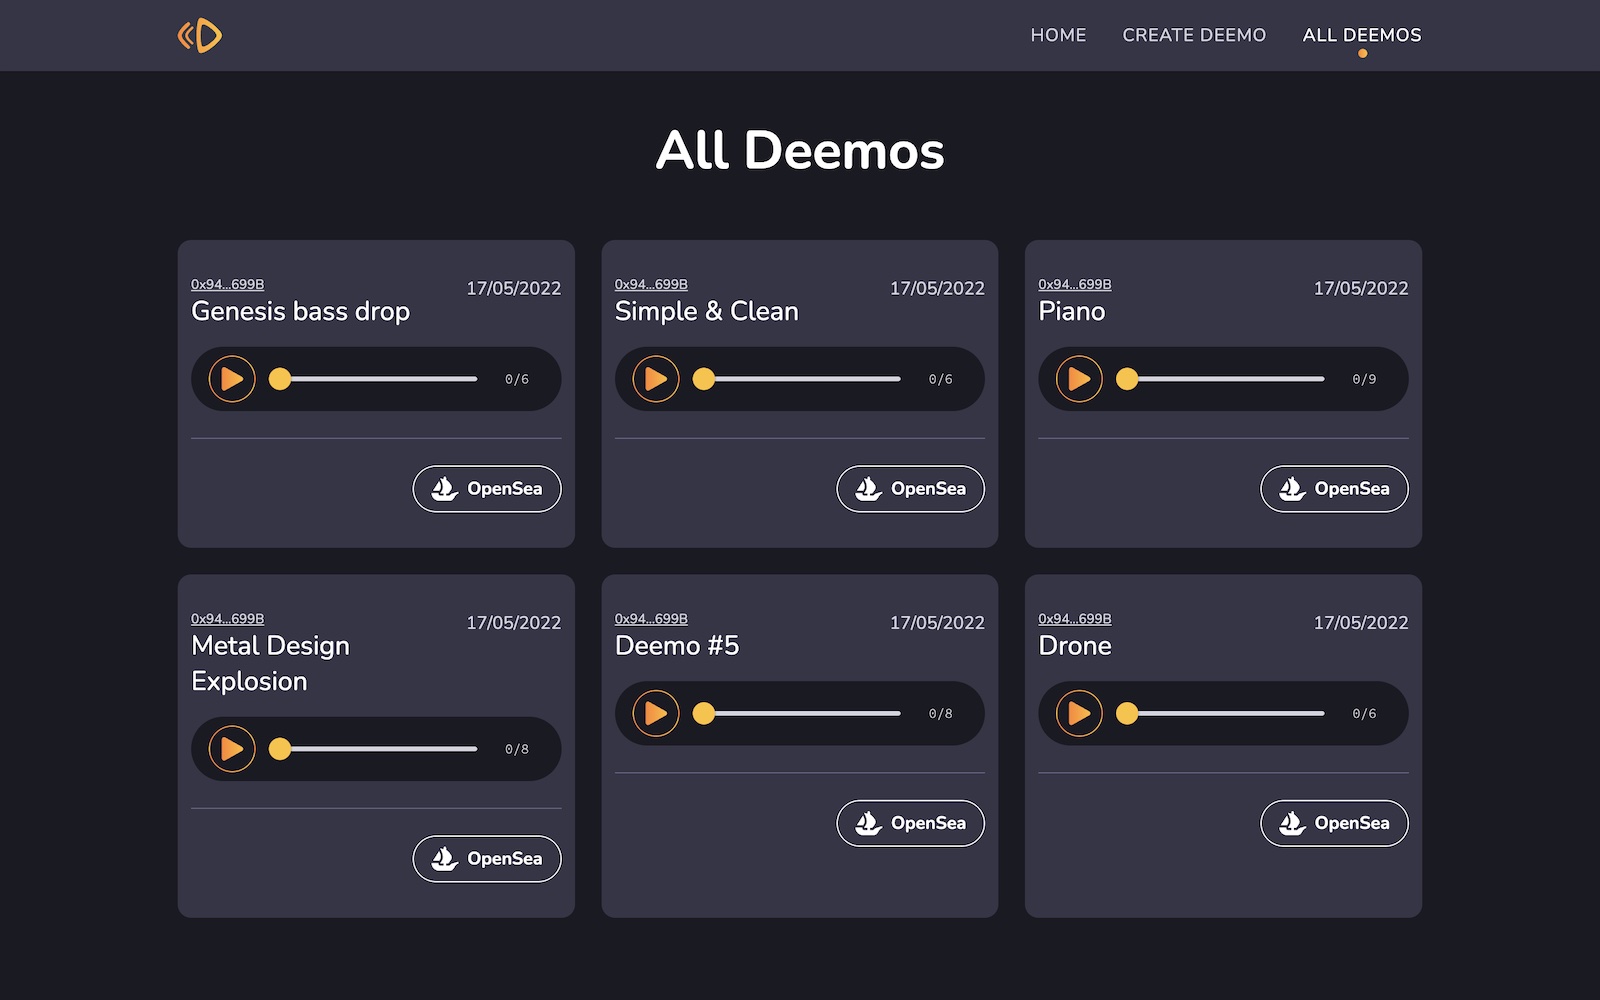 HOME CREATE DEEMO ALL DEEMOS
All Deemos
0x94...699B 17/05/2022
Genesis bass drop
0/6
OpenSea
0x94...699B 17/05/2022
Simple & Clean
0/6
OpenSea
0x94...699B 17/05/2022
Piano
0/9
OpenSea
0x94...699B 17/05/2022
Metal Design
Explosion
0/8
OpenSea
0x94...699B 17/05/2022
Deemo #5
0/8
OpenSea
0x94...699B 17/05/2022
Drone
0/6
OpenSea